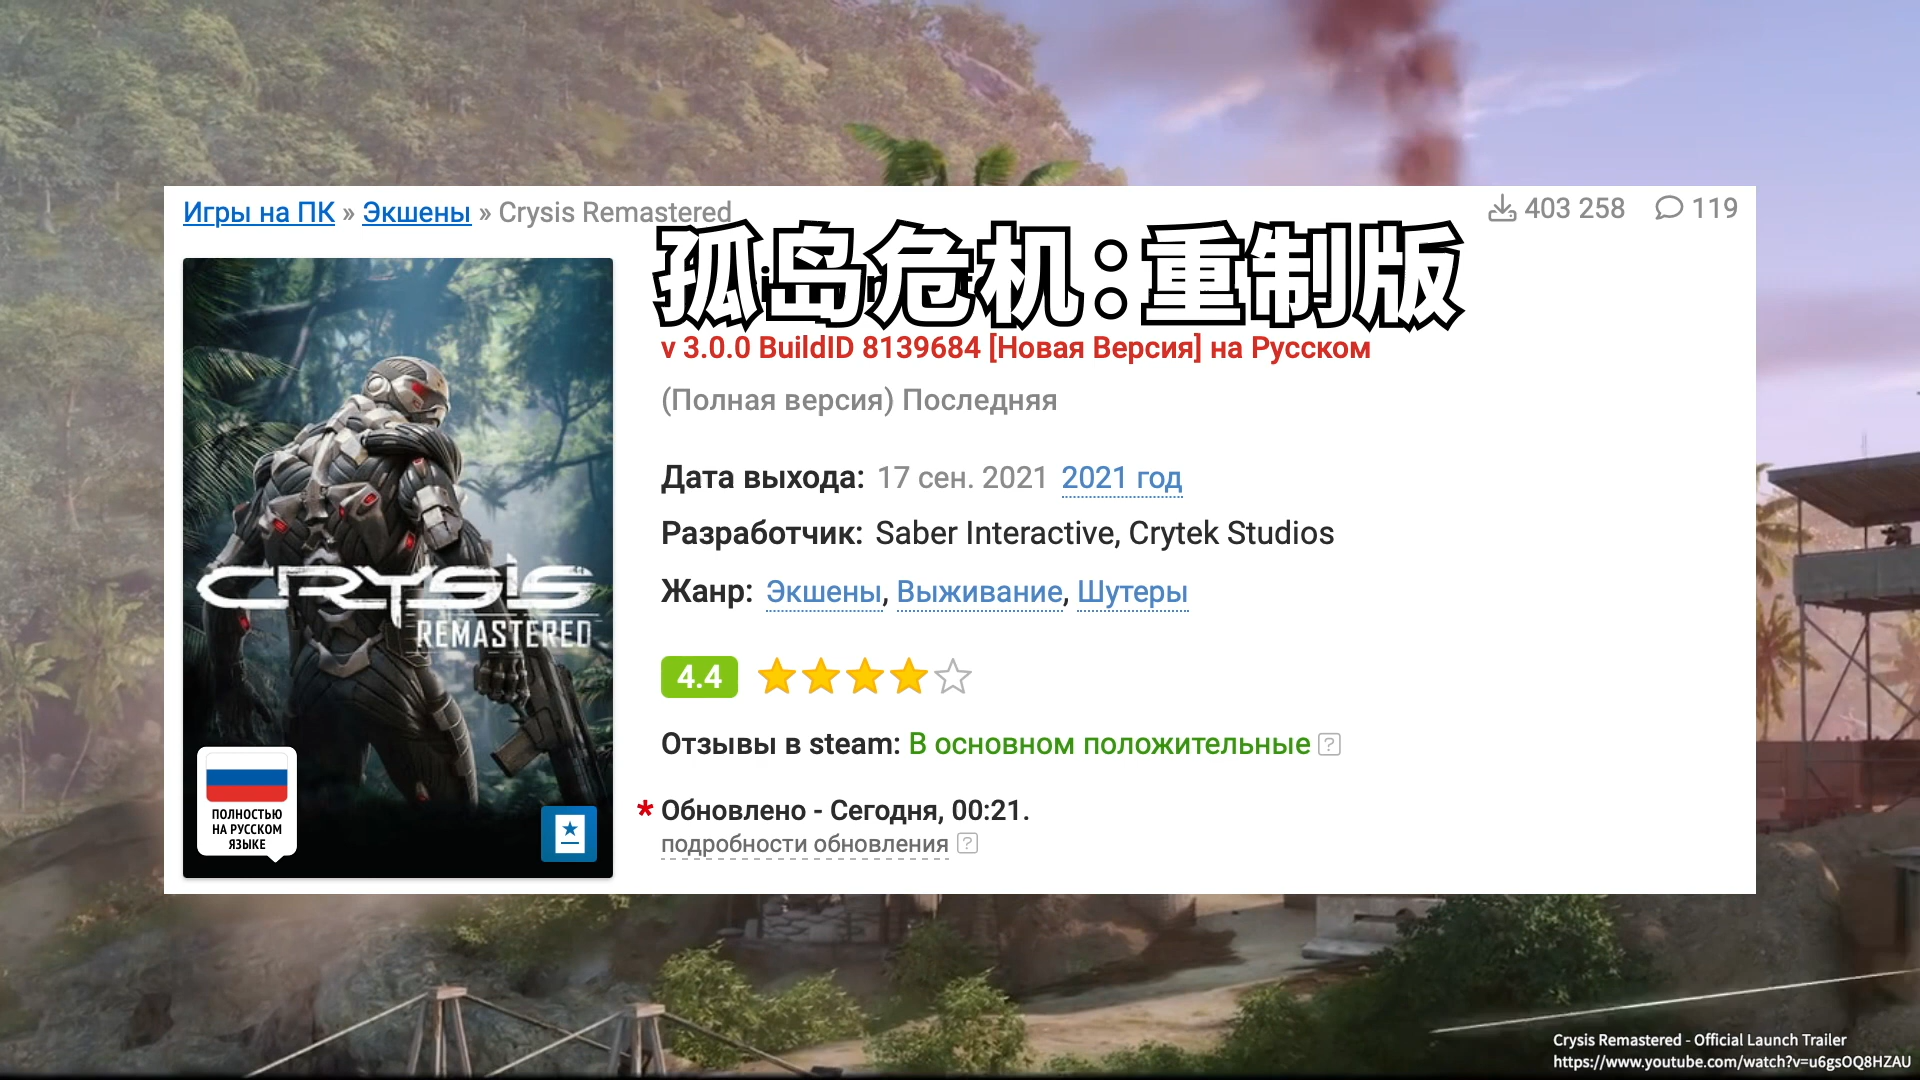 Игры на ПК » Экшены » Crysis Remastered
403 258
119
孤岛危机:重制版
v 3.0.0 BuildID 8139684 [Новая Версия] на Русском
(Полная версия) Последняя
Дата выхода: 17 сен. 2021 2021 год
Разработчик: Saber Interactive, Crytek Studios
Жанр: Экшены, Выживание, Шутеры
4.4
Отзывы в steam: В основном положительные ?
* Обновлено - Сегодня, 00:21.
подробности обновления ?
CRYSIS
REMASTERED
ПОЛНОСТЬЮ
НА РУССКОМ
ЯЗЫКЕ
Crysis Remastered - Official Launch Trailer
https://www.youtube.com/watch?v=u6gsOQ8HZAU